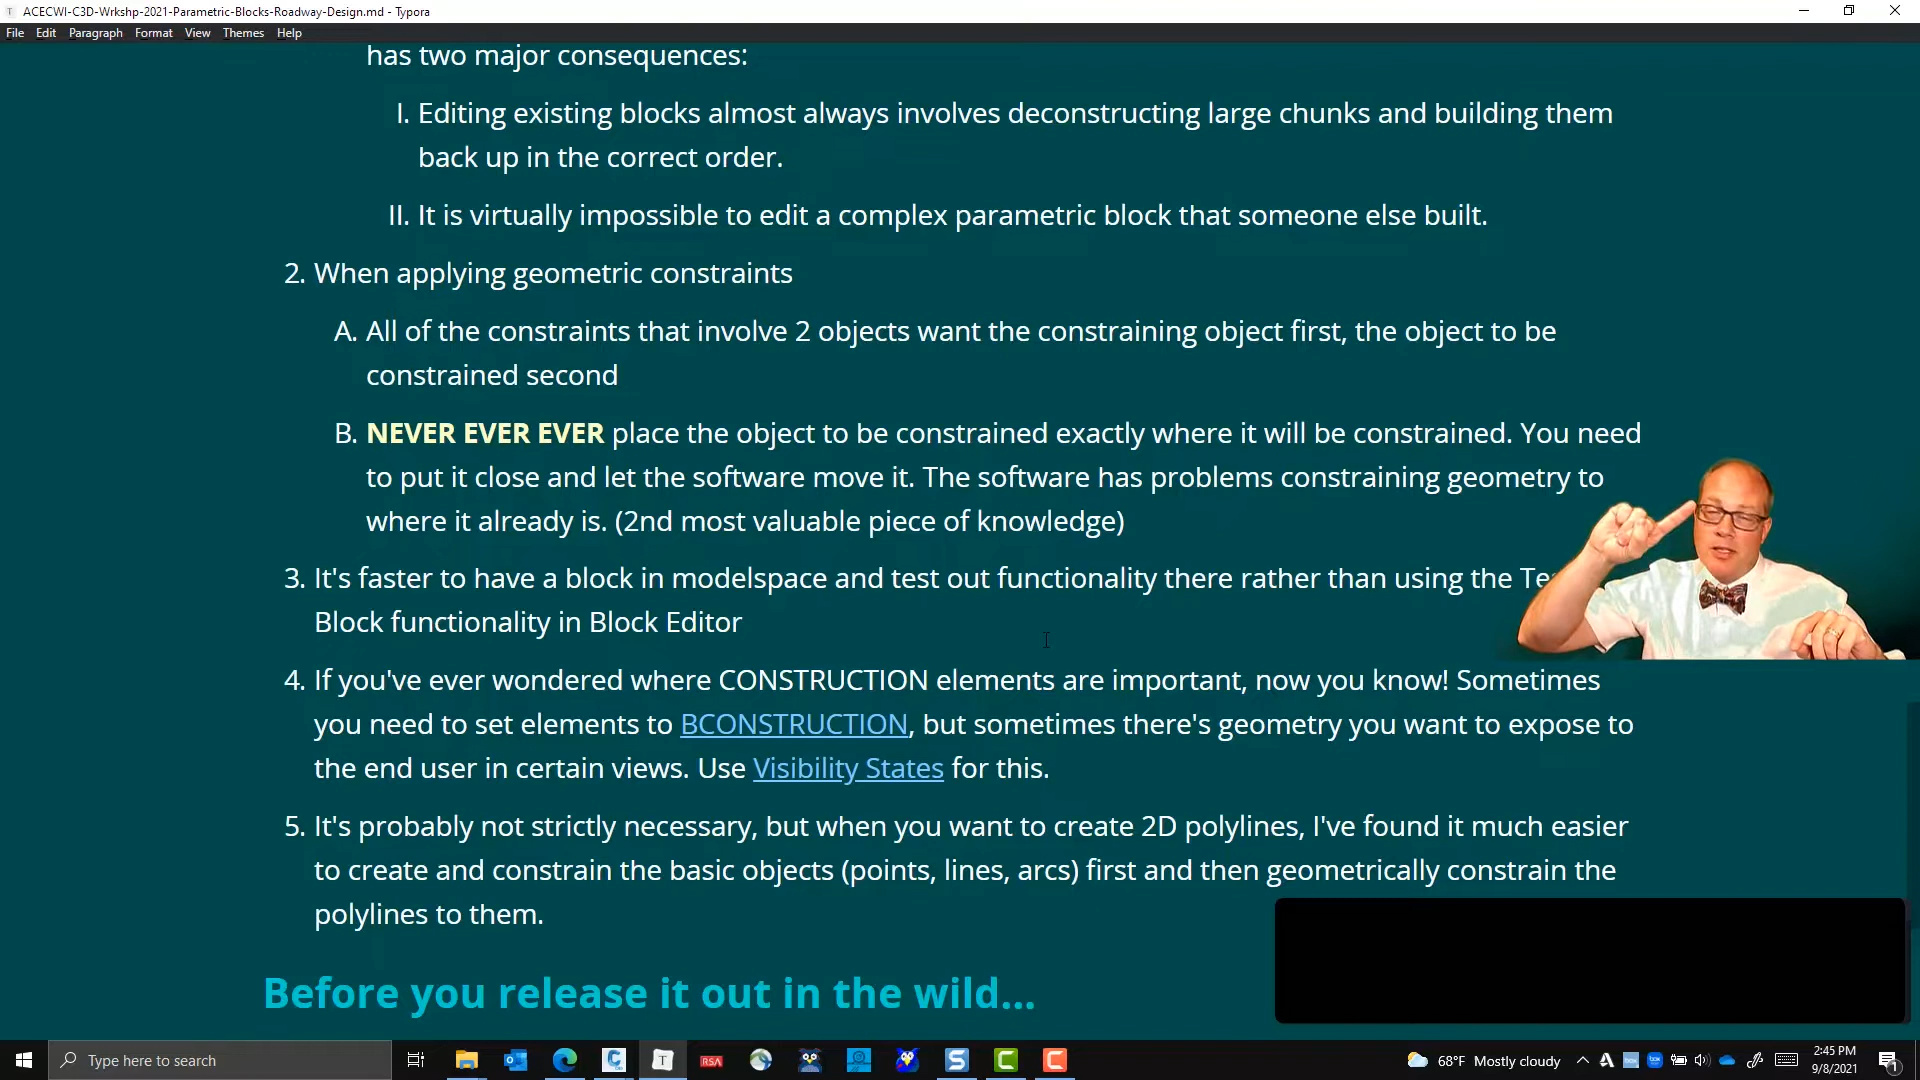 ACECWI-C3D-Wrkshp-2021-Parametric-Blocks-Roadway-Design.md - Typora
File Edit Paragraph Format View Themes Help
has two major consequences:
I. Editing existing blocks almost always involves deconstructing large chunks and building them
back up in the correct order.
II. It is virtually impossible to edit a complex parametric block that someone else built.
2. When applying geometric constraints
A. All of the constraints that involve 2 objects want the constraining object first, the object to be
constrained second
B. NEVER EVER EVER place the object to be constrained exactly where it will be constrained. You need
to put it close and let the software move it. The software has problems constraining geometry to
where it already is. (2nd most valuable piece of knowledge)
3. It's faster to have a block in modelspace and test out functionality there rather than using the
Block functionality in Block Editor
4. If you've ever wondered where CONSTRUCTION elements are important, now you know! Sometimes
you need to set elements to BCONSTRUCTION, but sometimes there's geometry you want to expose to
the end user in certain views. Use Visibility States for this.
5. It's probably not strictly necessary, but when you want to create 2D polylines, I've found it much easier
to create and constrain the basic objects (points, lines, arcs) first and then geometrically constrain the
polylines to them.
Before you release it out in the wild...
Type here to search
RSA
68°F Mostly cloudy
2:45 PM
9/8/2021